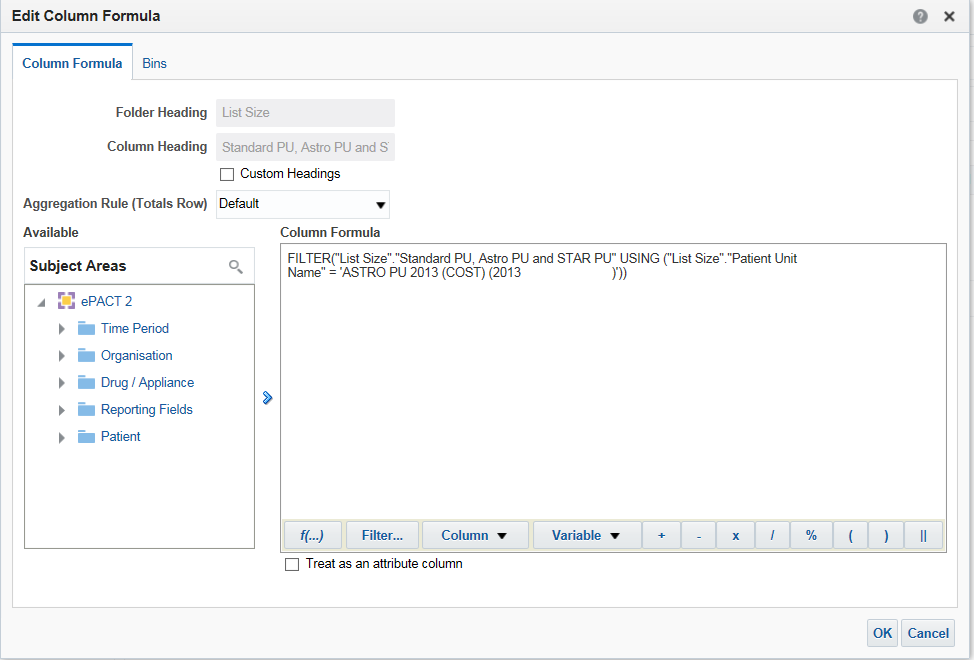 Edit Column Formula
Column Formula
Bins
Folder Heading
List Size
Column Heading
Standard PU, Astro PU and S
Custom Headings
Aggregation Rule (Totals Row)
Default
Available
Column Formula
Subject Areas
FILTER("List Size"."Standard PU, Astro PU and STAR PU" USING ("List Size"."Patient Unit
Name" = 'ASTRO PU 2013 (COST) (2013 )'))
ePACT 2
Time Period
Organisation
Drug / Appliance
Reporting Fields
Patient
f(...)
Filter...
Column
Variable
+
-
x
/
%
(
)
||
Treat as an attribute column
OK
Cancel